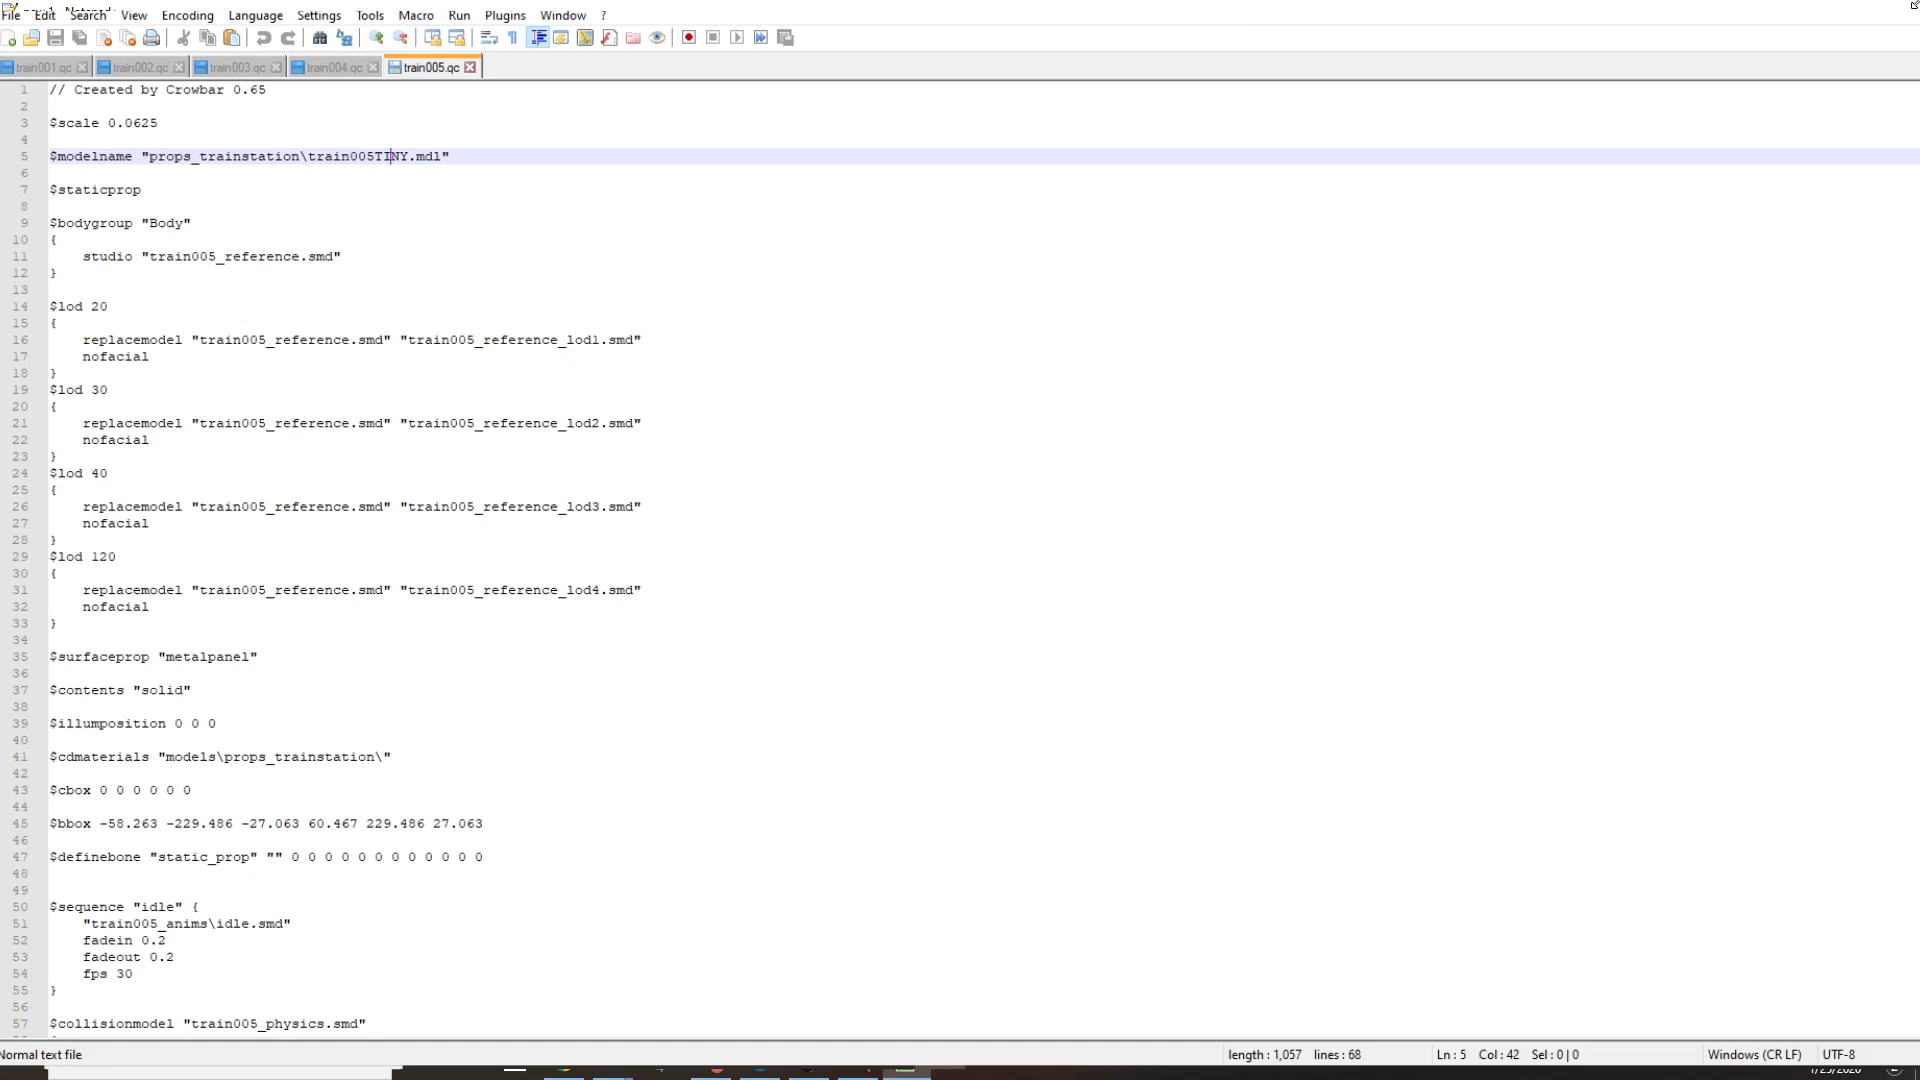 File Edit Search View Encoding Language Settings Tools Macro Run Plugins Window ?
train001.qc train002.qc train003.qc train004.qc train005.qc
1 // Created by Crowbar 0.65
2
3 $scale 0.0625
4
5 $modelname "props_trainstation\train005TINY.mdl"
6
7 $staticprop
8
9 $bodygroup "Body"
10 {
11 studio "train005_reference.smd"
12 }
13
14 $lod 20
15 {
16 replacemodel "train005_reference.smd" "train005_reference_lod1.smd"
17 nofacial
18 }
19 $lod 30
20 {
21 replacemodel "train005_reference.smd" "train005_reference_lod2.smd"
22 nofacial
23 }
24 $lod 40
25 {
26 replacemodel "train005_reference.smd" "train005_reference_lod3.smd"
27 nofacial
28 }
29 $lod 120
30 {
31 replacemodel "train005_reference.smd" "train005_reference_lod4.smd"
32 nofacial
33 }
34
35 $surfaceprop "metalpanel"
36
37 $contents "solid"
38
39 $illumposition 0 0 0
40
41 $cdmaterials "models\props_trainstation\"
42
43 $cbox 0 0 0 0 0 0
44
45 $bbox -58.263 -229.486 -27.063 60.467 229.486 27.063
46
47 $definebone "static_prop" "" 0 0 0 0 0 0 0 0 0 0 0 0
48
49
50 $sequence "idle" {
51 "train005_anims\idle.smd"
52 fadein 0.2
53 fadeout 0.2
54 fps 30
55 }
56
57 $collisionmodel "train005_physics.smd"
Normal text file length : 1,057 lines : 68 Ln : 5 Col : 42 Sel : 0 | 0 Windows (CR LF) UTF-8